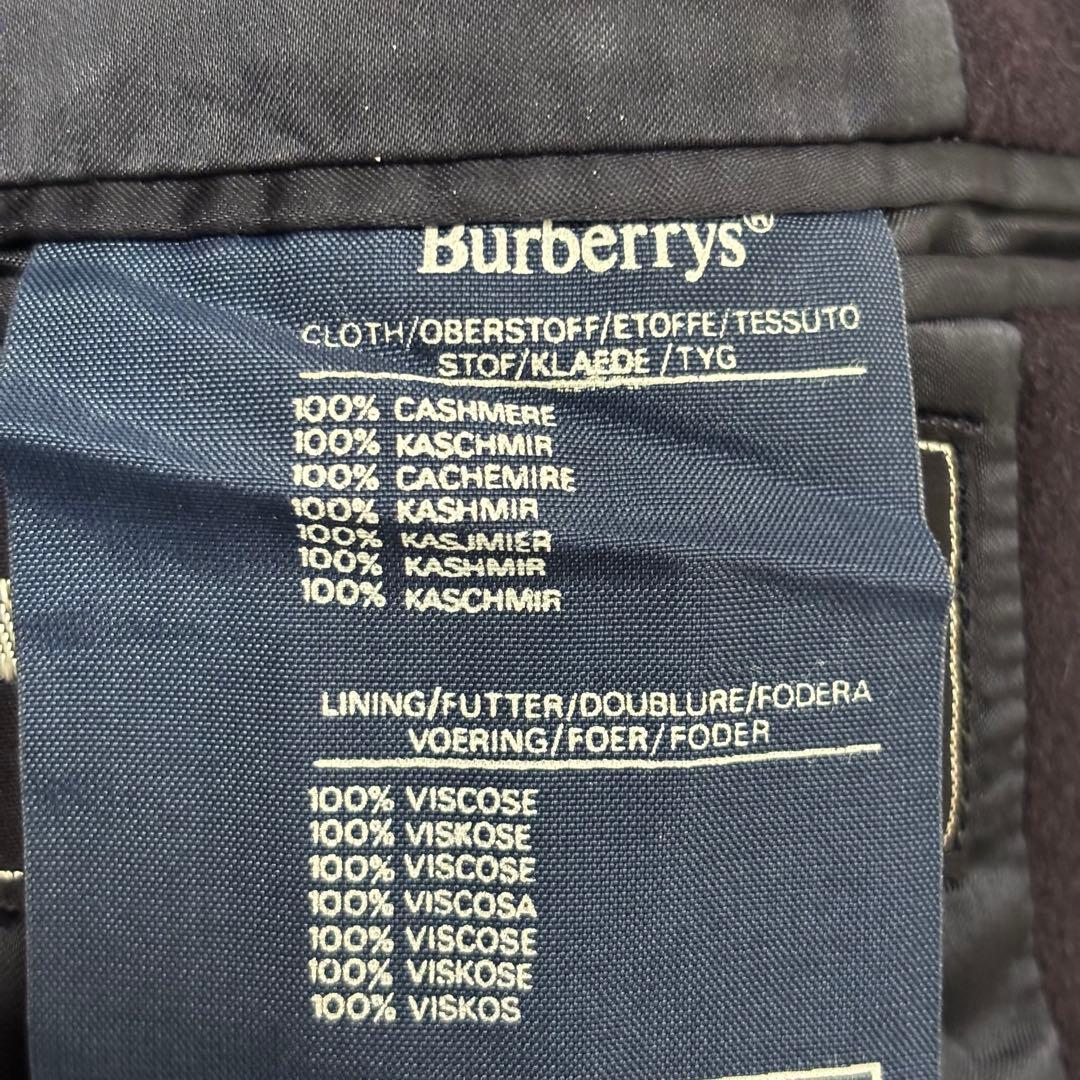 Burberrys®
CLOTH/OBERSTOFF/ETOFFE/TESSUTO
STOF/KLAEDE/TYG
100% CASHMERE
100% KASCHMIR
100% CACHEMIRE
100% KASHMIR
100% KASJMIER
100% KASHMIR
100% KASCHMIR
LINING/FUTTER/DOUBLURE/FODERA
VOERING/FOER/FODER
100% VISCOSE
100% VISKOSE
100% VISCOSE
100% VISCOSA
100% VISCOSE
100% VISKOSE
100% VISKOS